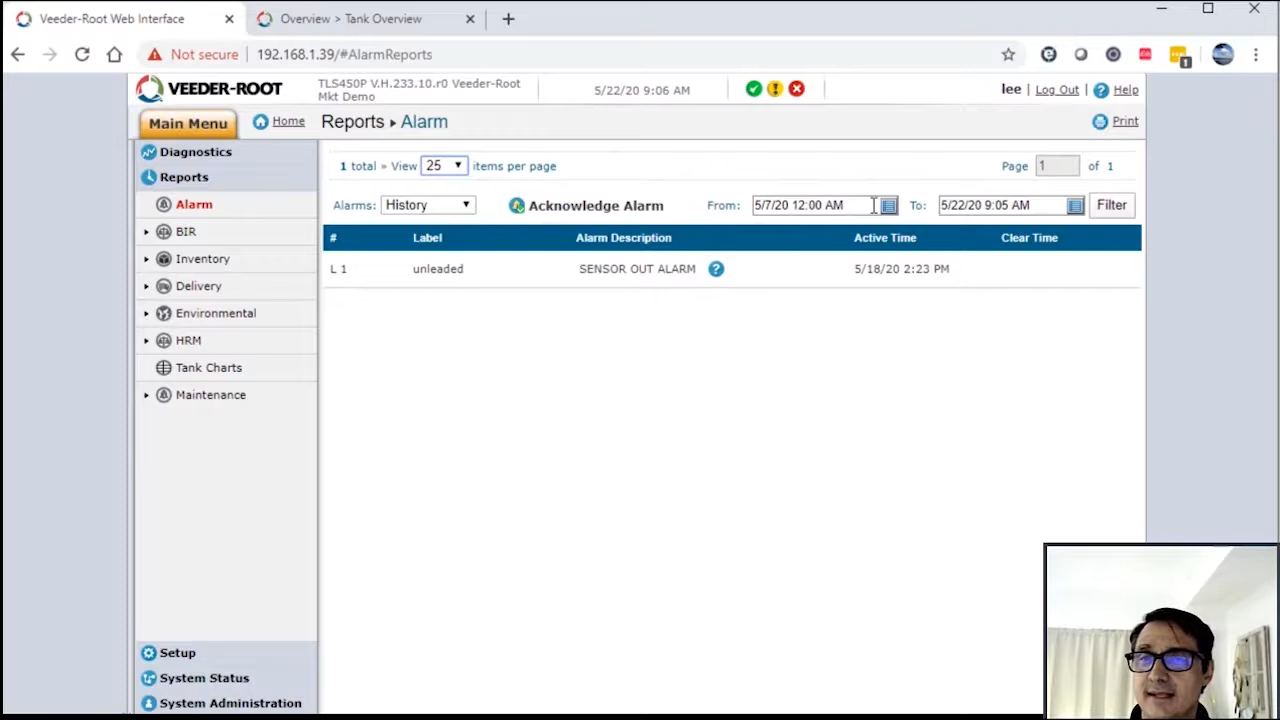 Veeder-Root Web Interface
Overview > Tank Overview
Not secure
192.168.1.39/#AlarmReports
1
VEEDER-ROOT
TLS450P V.H.233.10.r0 Veeder-Root
Mkt Demo
5/22/20 9:06 AM
lee
Log Out
Help
Main Menu
Home
Reports ▸ Alarm
Print
Diagnostics
Reports
Alarm
BIR
Inventory
Delivery
Environmental
HRM
Tank Charts
Maintenance
Setup
System Status
System Administration
1 total » View 25 items per page
Page 1 of 1
Alarms: History
Acknowledge Alarm
From: 5/7/20 12:00 AM
To: 5/22/20 9:05 AM
Filter
# Label Alarm Description Active Time Clear Time
L 1 unleaded SENSOR OUT ALARM ? 5/18/20 2:23 PM